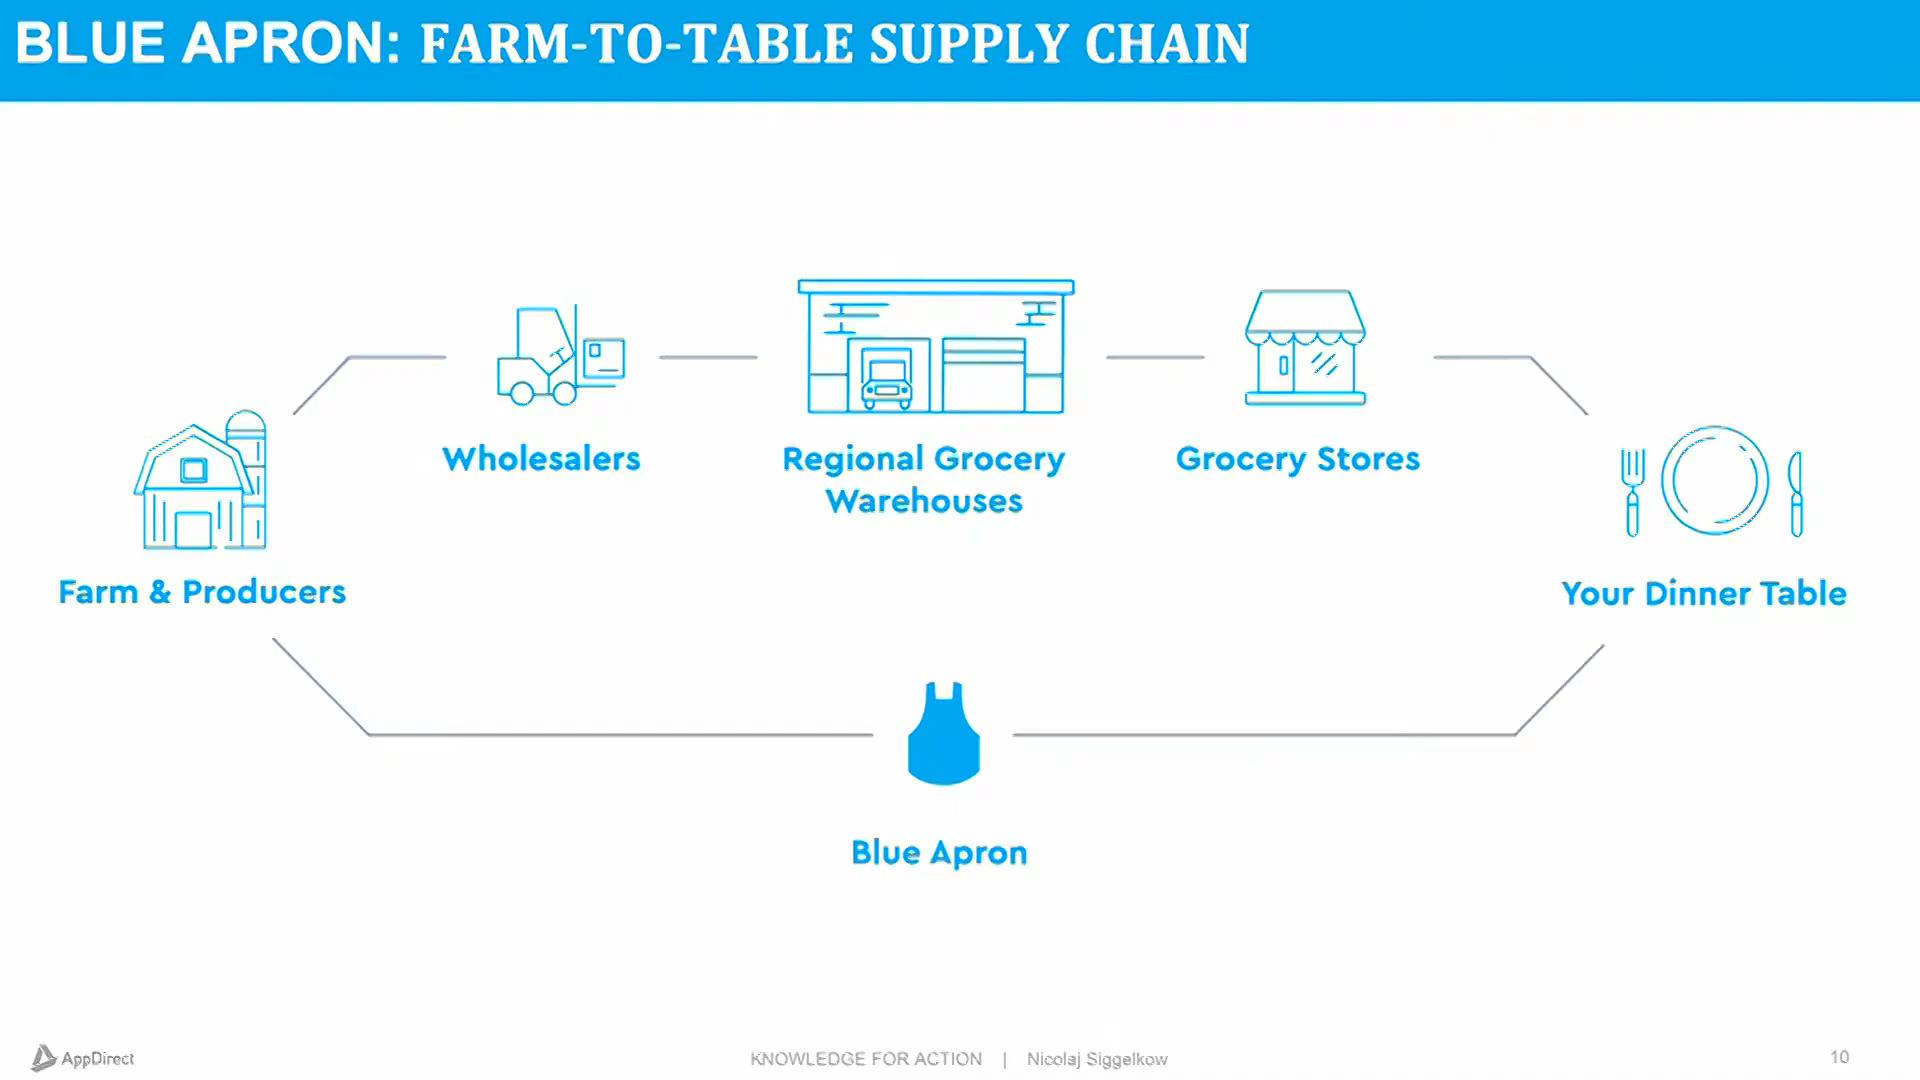 BLUE APRON: FARM-TO-TABLE SUPPLY CHAIN
Wholesalers
Regional Grocery
Warehouses
Grocery Stores
Farm & Producers
Your Dinner Table
Blue Apron
AppDirect
KNOWLEDGE FOR ACTION | Nicolaj Siggelkow
10